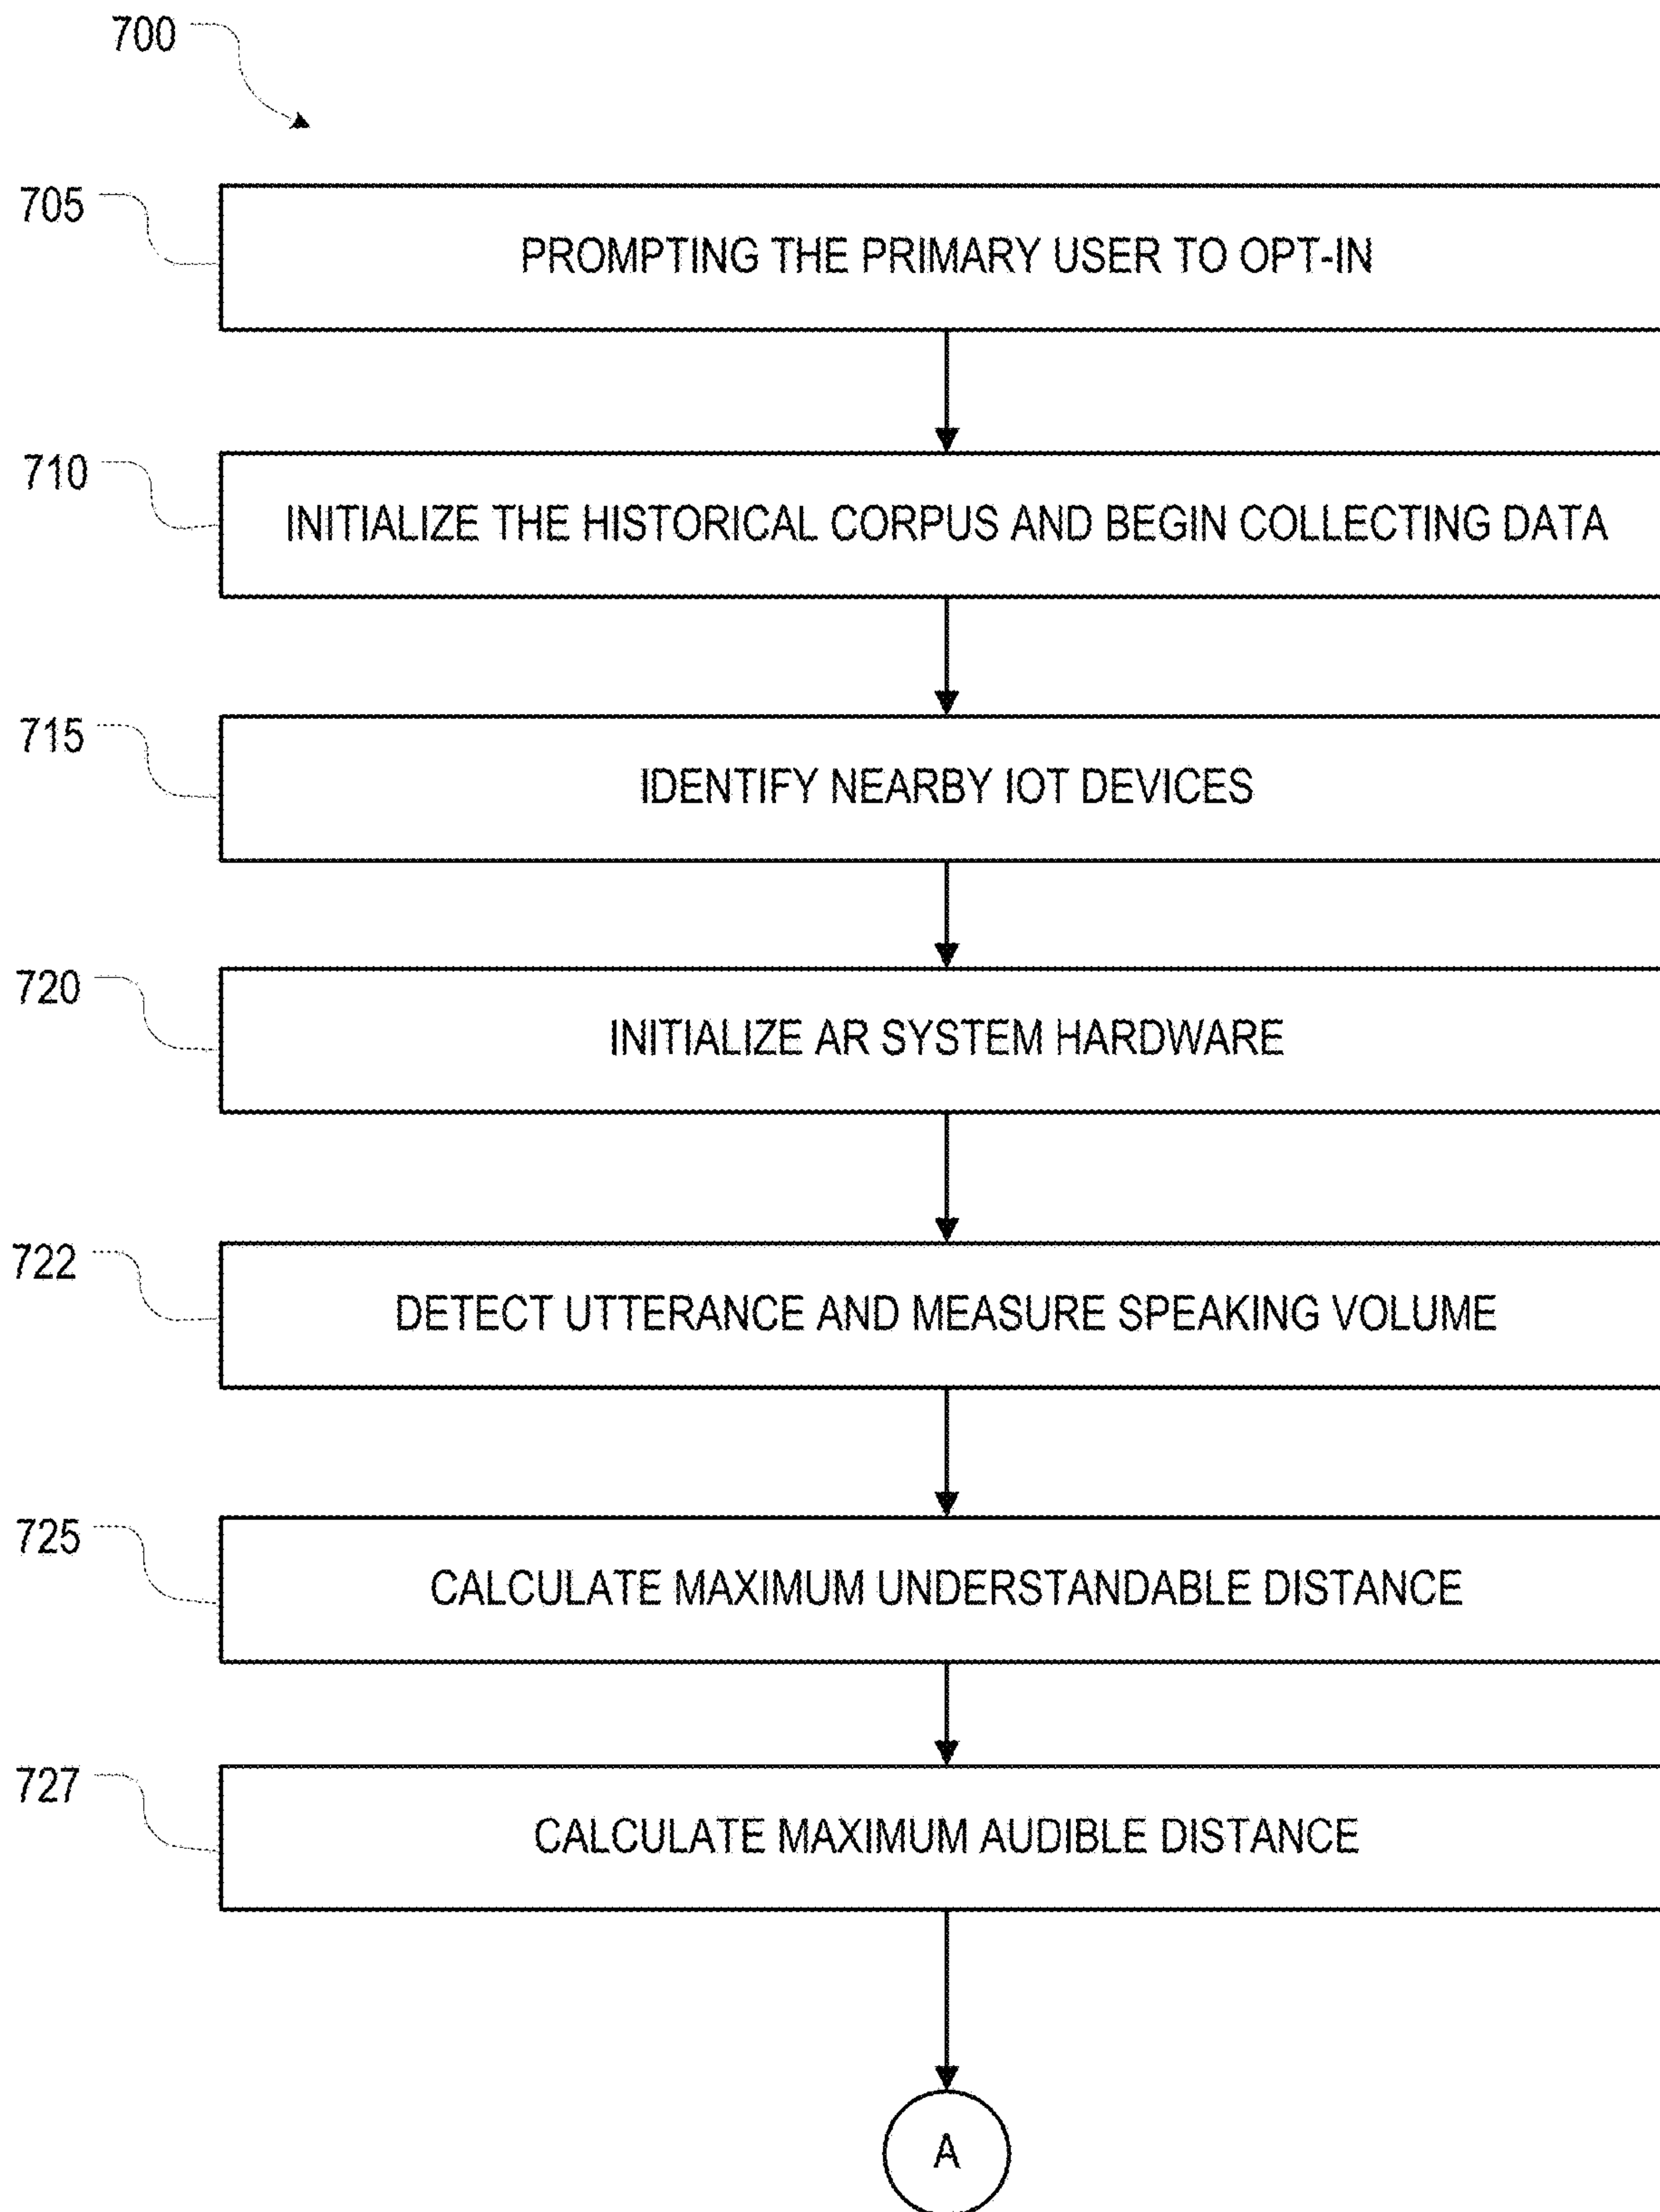 700
705
PROMPTING THE PRIMARY USER TO OPT-IN
710
INITIALIZE THE HISTORICAL CORPUS AND BEGIN COLLECTING DATA
715
IDENTIFY NEARBY IOT DEVICES
720
INITIALIZE AR SYSTEM HARDWARE
722
DETECT UTTERANCE AND MEASURE SPEAKING VOLUME
725
CALCULATE MAXIMUM UNDERSTANDABLE DISTANCE
727
CALCULATE MAXIMUM AUDIBLE DISTANCE
A